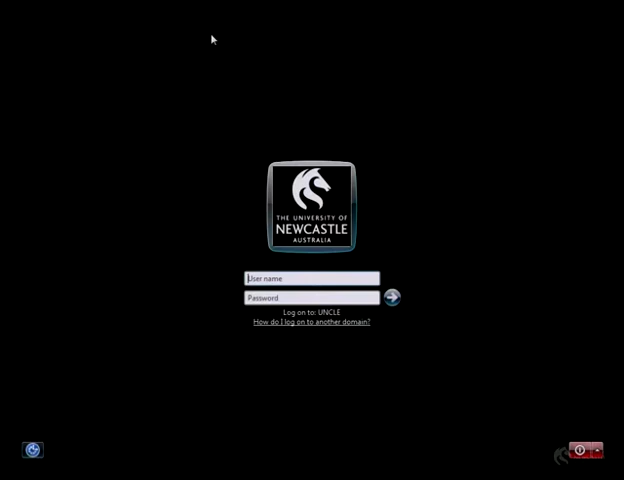 THE UNIVERSITY OF
NEWCASTLE
AUSTRALIA
User name
Password
Log on to: UNCLE
How do I log on to another domain?